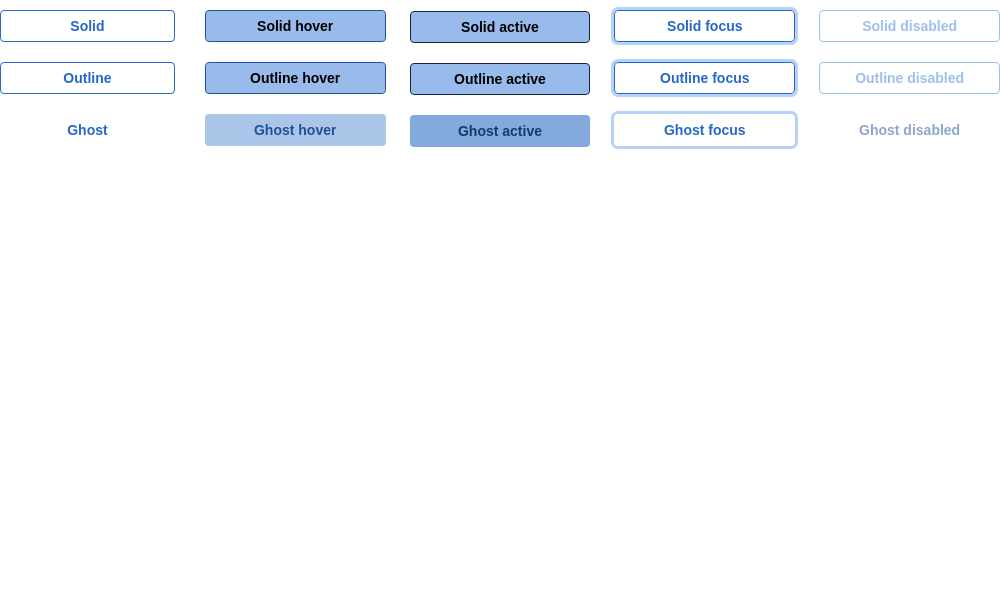 Solid Solid hover Solid active Solid focus Solid disabled
Outline Outline hover Outline active Outline focus Outline disabled
Ghost Ghost hover Ghost active Ghost focus Ghost disabled